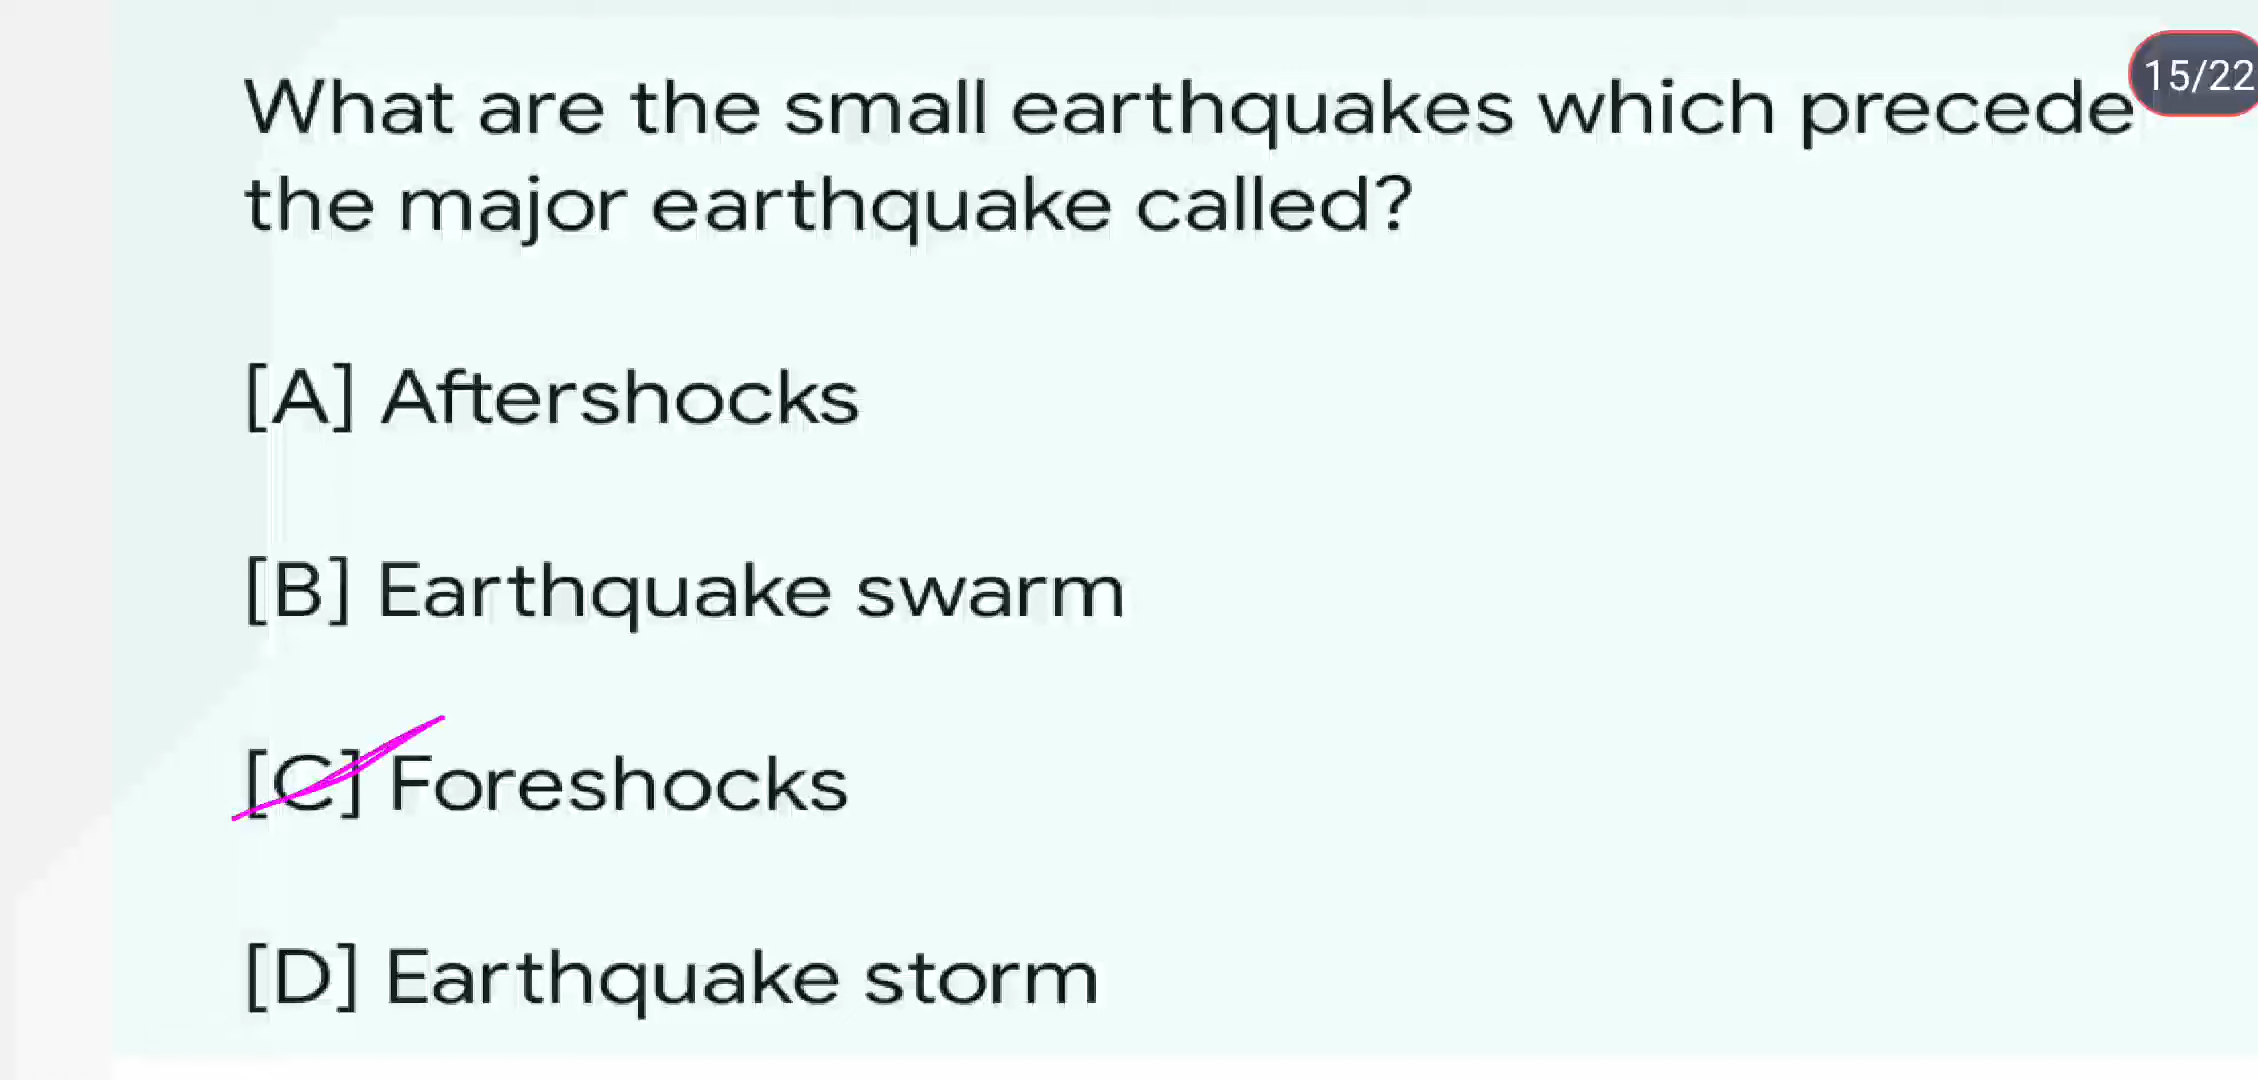 15/22
What are the small earthquakes which precede
the major earthquake called?
[A] Aftershocks
[B] Earthquake swarm
[C] Foreshocks
[D] Earthquake storm